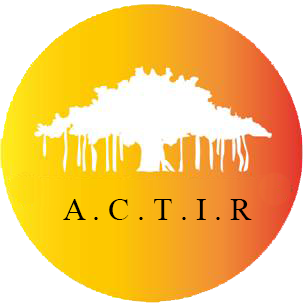 A . C . T . I . R